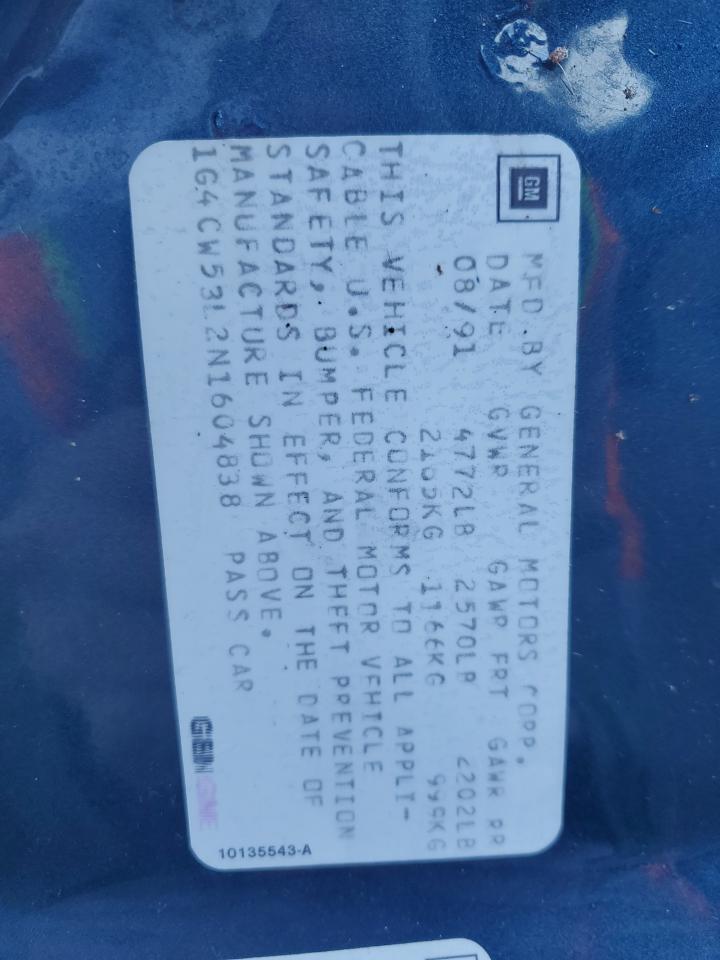 GM
MFD BY GENERAL MOTORS CORP.
DATE GVWR GAWR FRT GAWR RR
08/91 4772LB 2570LB 2202LB
2165KG 1166KG 999KG
THIS VEHICLE CONFORMS TO ALL APPLI-
CABLE U.S. FEDERAL MOTOR VEHICLE
SAFETY, BUMPER, AND THEFT PREVENTION
STANDARDS IN EFFECT ON THE DATE OF
MANUFACTURE SHOWN ABOVE.
1G4CW53L2N1604838 PASS CAR
10135543-A